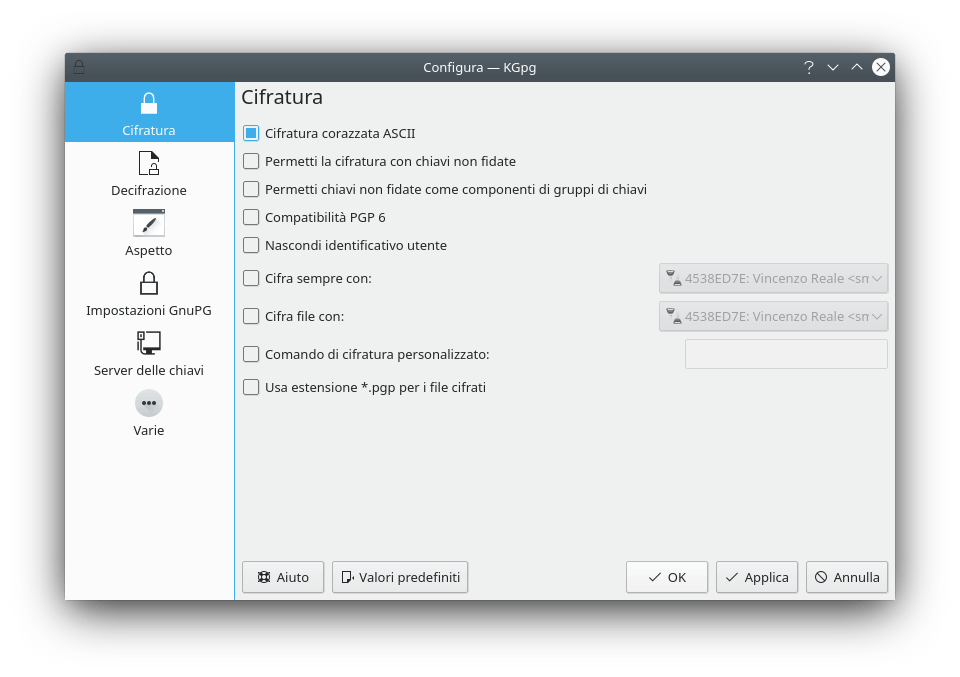 Configura — KGpg
Cifratura
Decifrazione
Aspetto
Impostazioni GnuPG
Server delle chiavi
Varie
Cifratura
Cifratura corazzata ASCII
Permetti la cifratura con chiavi non fidate
Permetti chiavi non fidate come componenti di gruppi di chiavi
Compatibilità PGP 6
Nascondi identificativo utente
Cifra sempre con: 4538ED7E: Vincenzo Reale <sm
Cifra file con: 4538ED7E: Vincenzo Reale <sm
Comando di cifratura personalizzato:
Usa estensione *.pgp per i file cifrati
Aiuto Valori predefiniti OK Applica Annulla